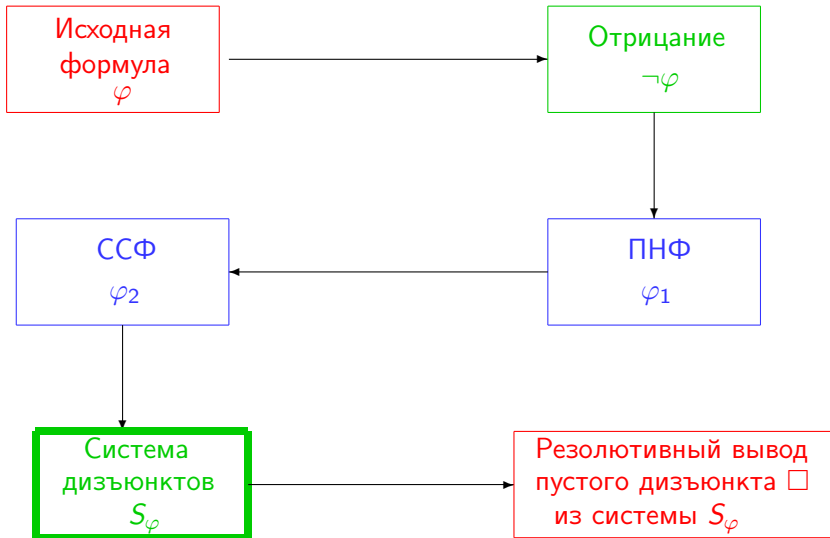 Исходная
формула
φ
Отрицание
¬φ
ССФ
φ₂
ПНФ
φ₁
Система
дизъюнктов
Sφ
Резолютивный вывод
пустого дизъюнкта □
из системы Sφ